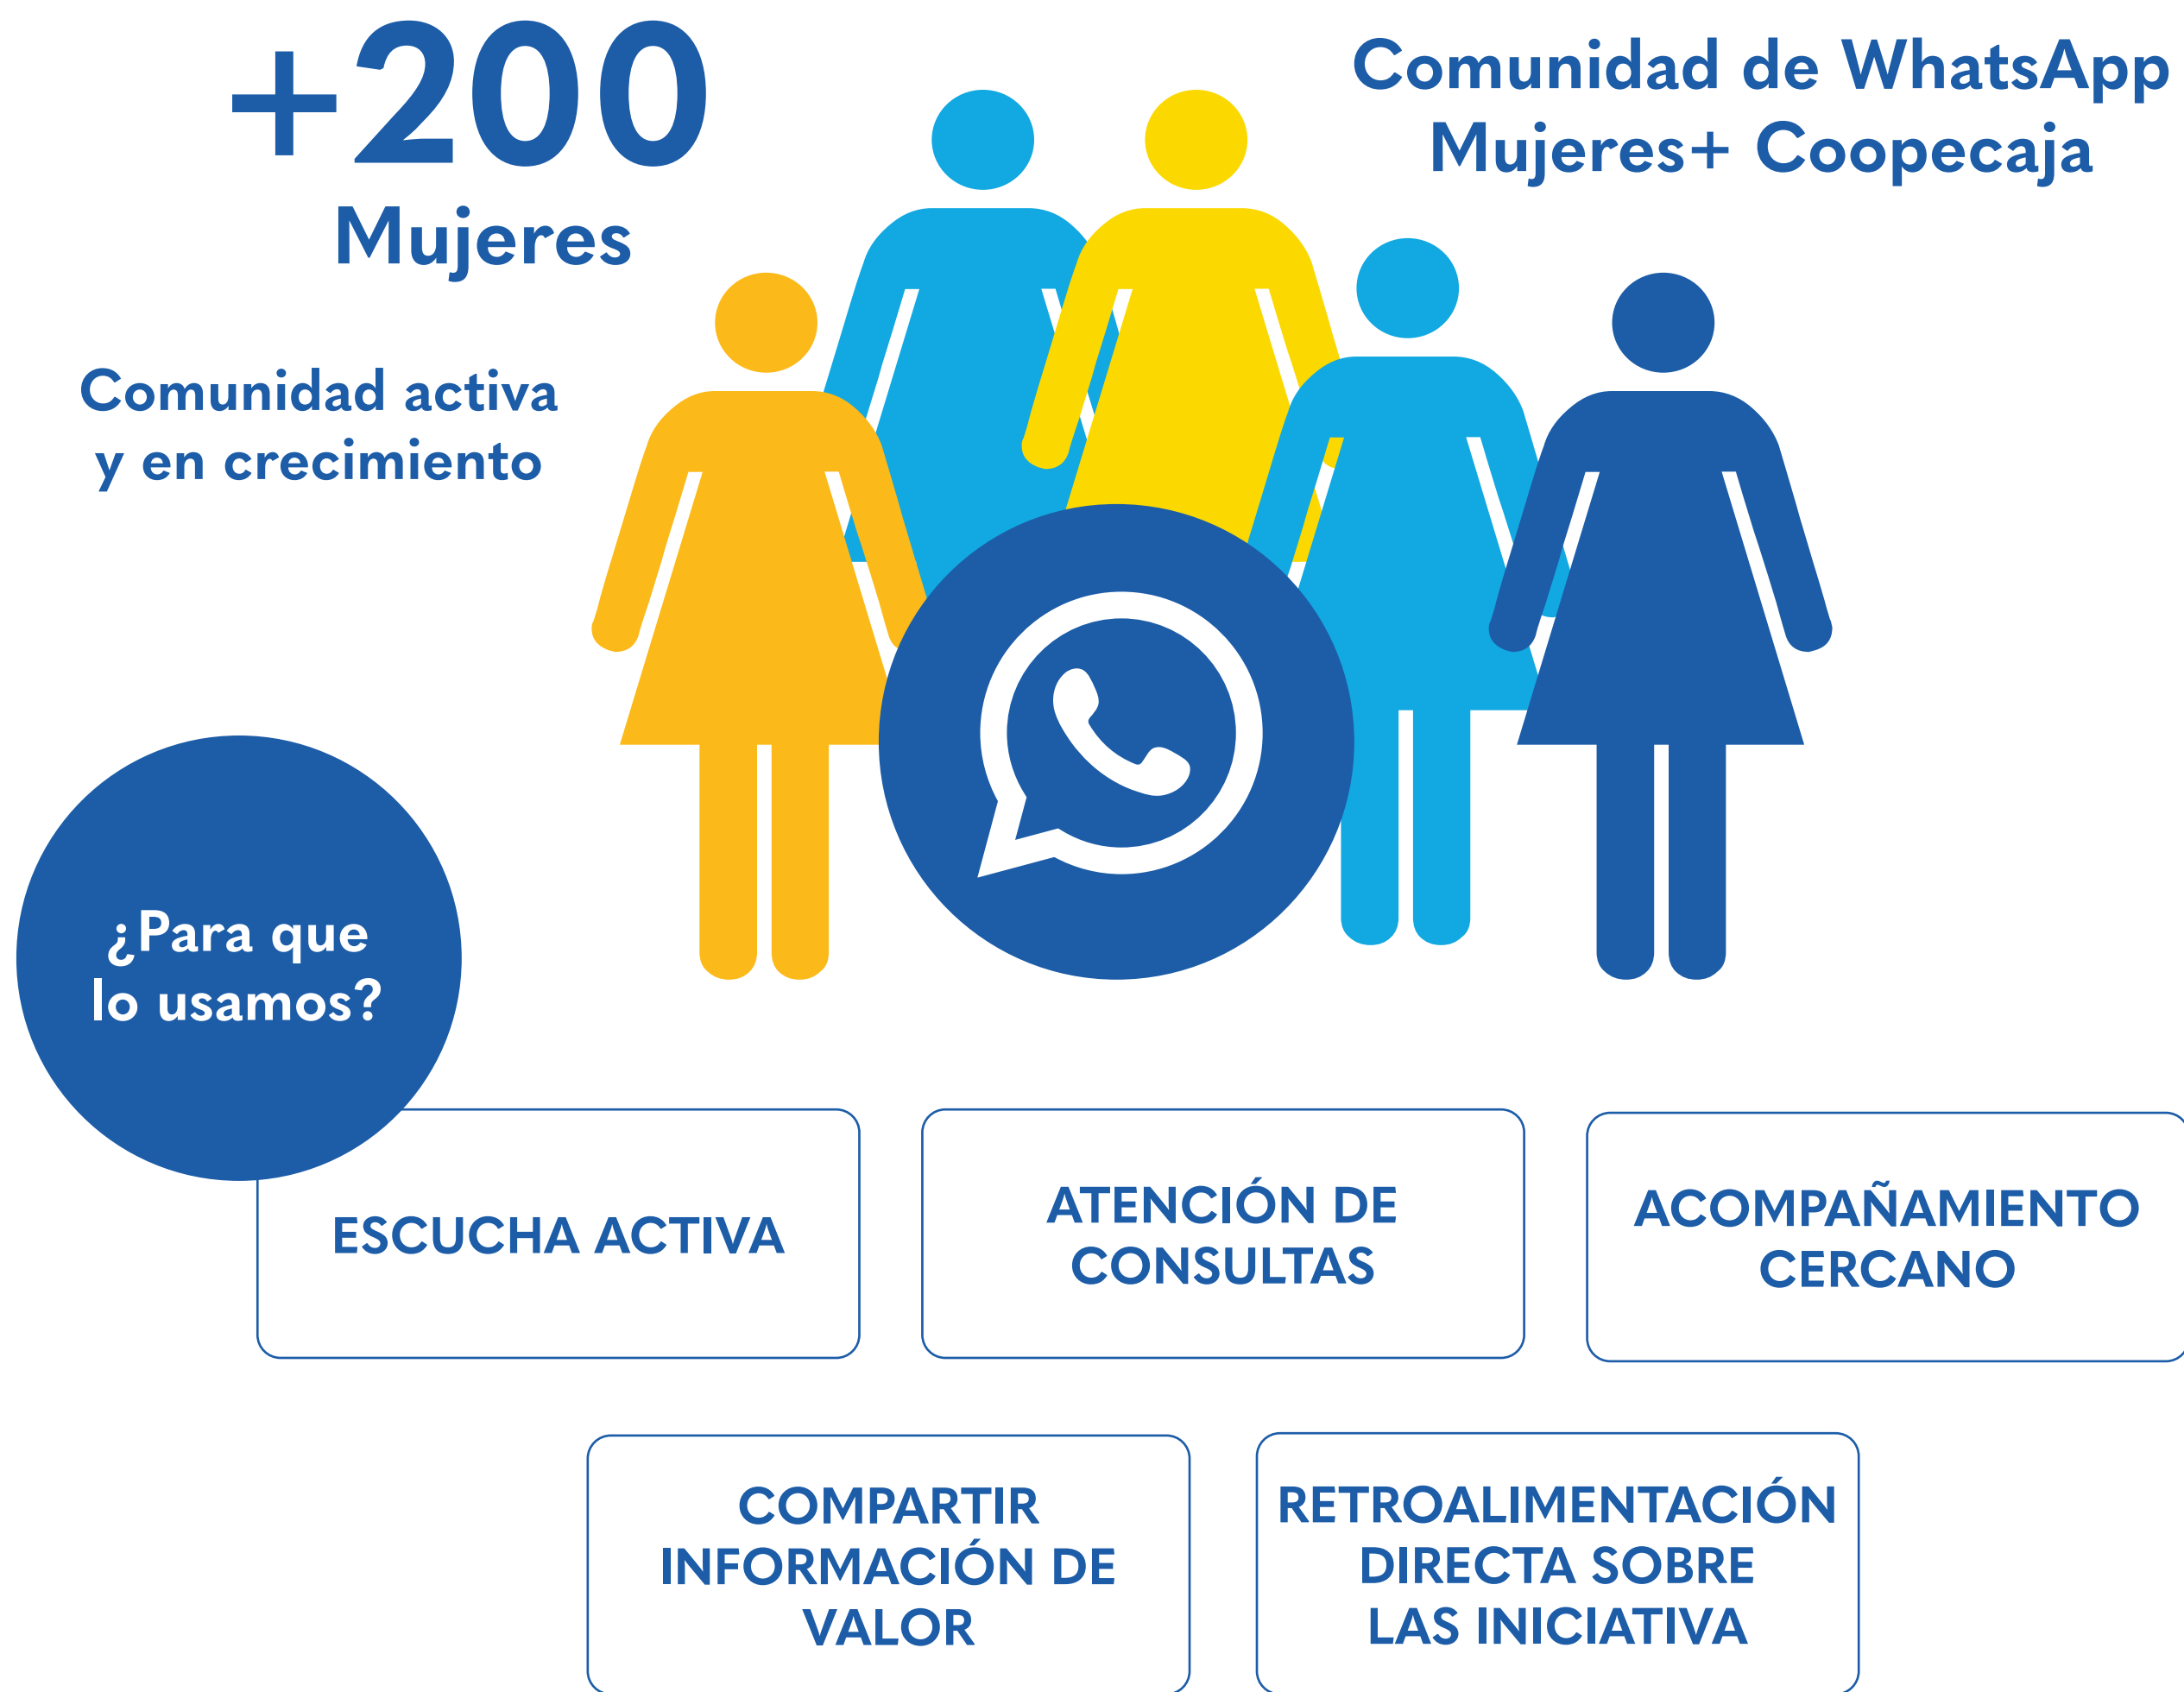 +200
Mujeres
Comunidad de WhatsApp
Mujeres+ Coopecaja
Comunidad activa
y en crecimiento
¿Para que
lo usamos?
ESCUCHA ACTIVA
ATENCIÓN DE
CONSULTAS
ACOMPAÑAMIENTO
CERCANO
COMPARTIR
INFORMACIÓN DE
VALOR
RETROALIMENTACIÓN
DIRECTA SOBRE
LAS INICIATIVA